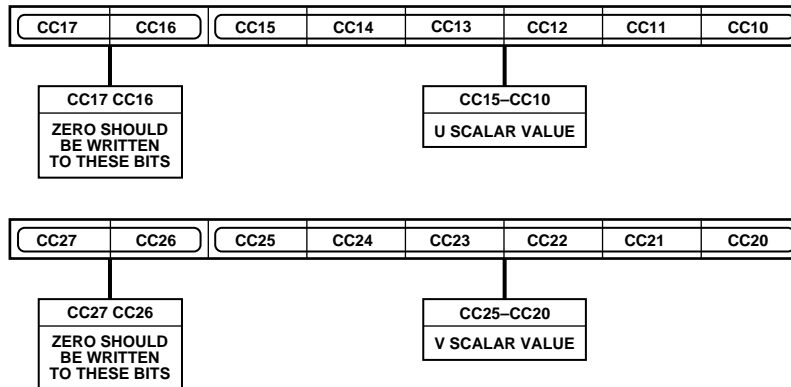 CC17 CC16 CC15 CC14 CC13 CC12 CC11 CC10
CC17 CC16
ZERO SHOULD
BE WRITTEN
TO THESE BITS
CC15–CC10
U SCALAR VALUE
CC27 CC26 CC25 CC24 CC23 CC22 CC21 CC20
CC27 CC26
ZERO SHOULD
BE WRITTEN
TO THESE BITS
CC25–CC20
V SCALAR VALUE